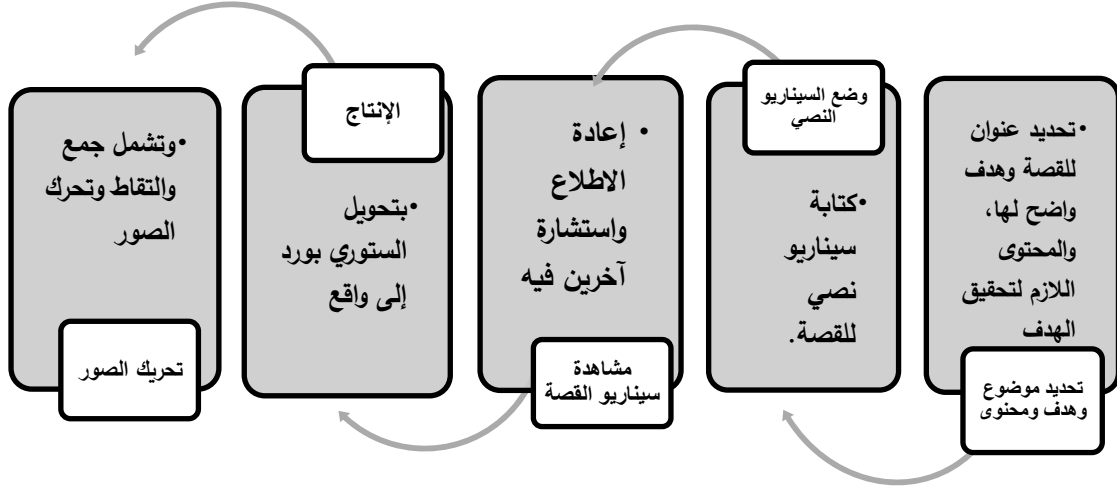 •تحديد عنوان
للقصة وهدف
واضح لها،
والمحتوى
اللازم لتحقيق
الهدف
تحديد موضوع
وهدف ومحنوى
وضع السيناريو
النصي
•كتابة
سيناريو
نصي
للقصة.
• إعادة
الاطلاع
واستشارة
آخرين فيه
مشاهدة
سيناريو القصة
الإنتاج
•بتحويل
الستوري بورد
إلى واقع
•وتشمل جمع
والتقاط وتحرك
الصور
تحريك الصور